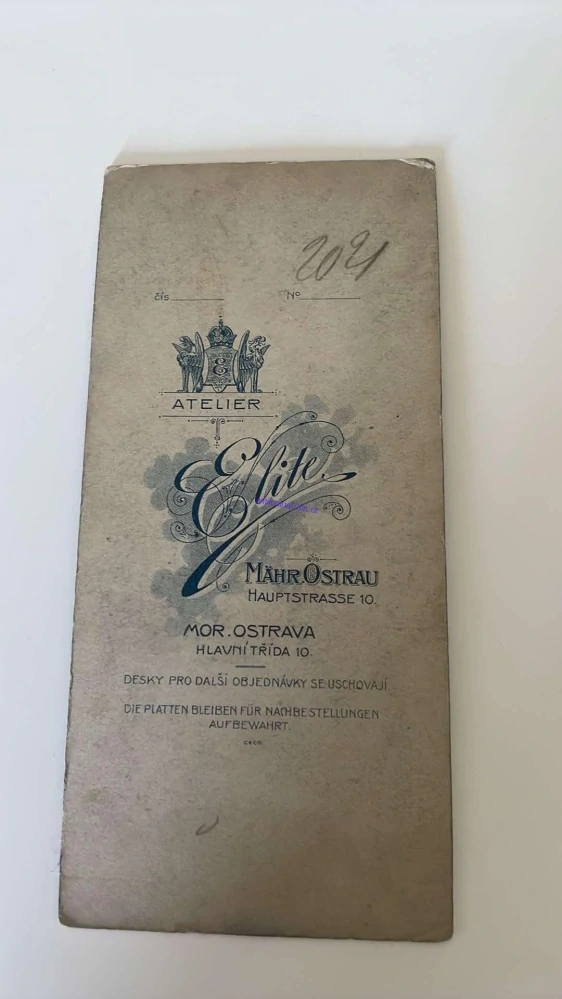 2021
čís. No
E
ATELIER
Elite
MÄHR. OSTRAU
HAUPTSTRASSE 10.
MOR. OSTRAVA
HLAVNÍ TŘÍDA 10.
DESKY PRO DALŠÍ OBJEDNÁVKY SE USCHOVAJÍ
DIE PLATTEN BLEIBEN FÜR NACHBESTELLUNGEN
AUFBEWAHRT.